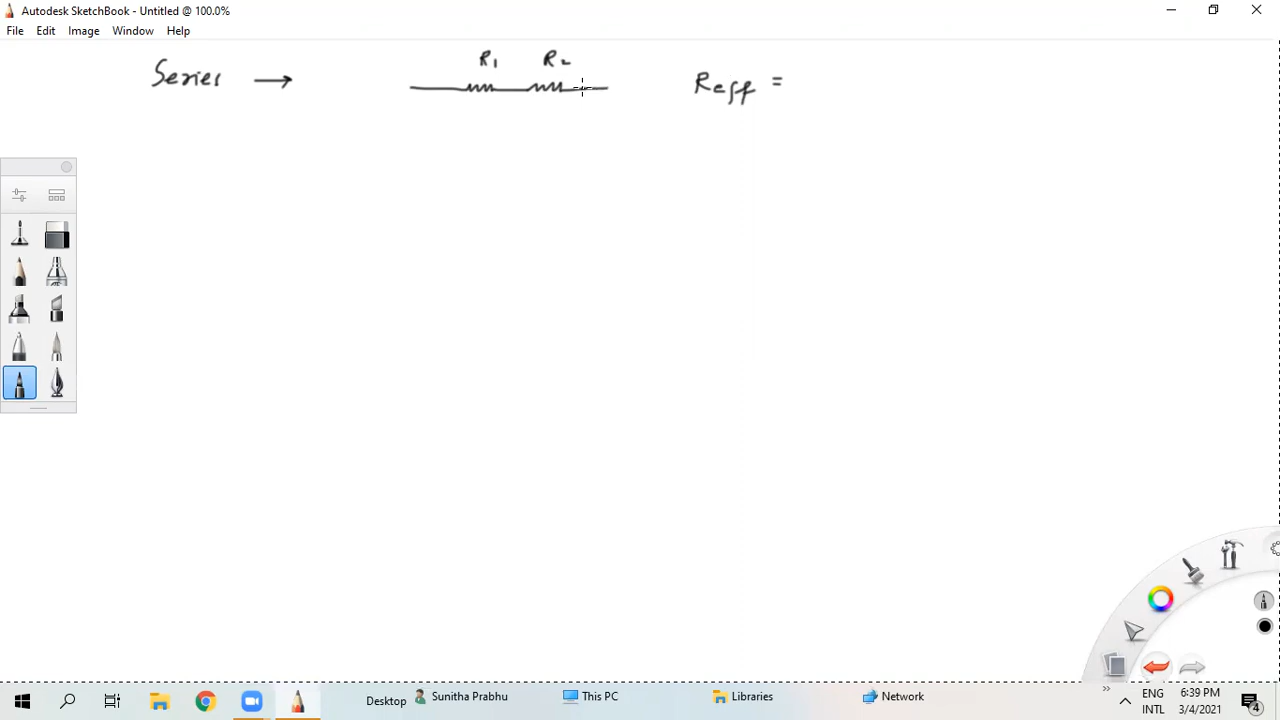 Autodesk SketchBook - Untitled @ 100.0%
File Edit Image Window Help
R1 R2
Series → Reff =
Desktop Sunitha Prabhu This PC Libraries Network
ENG 6:39 PM
INTL 3/4/2021
4